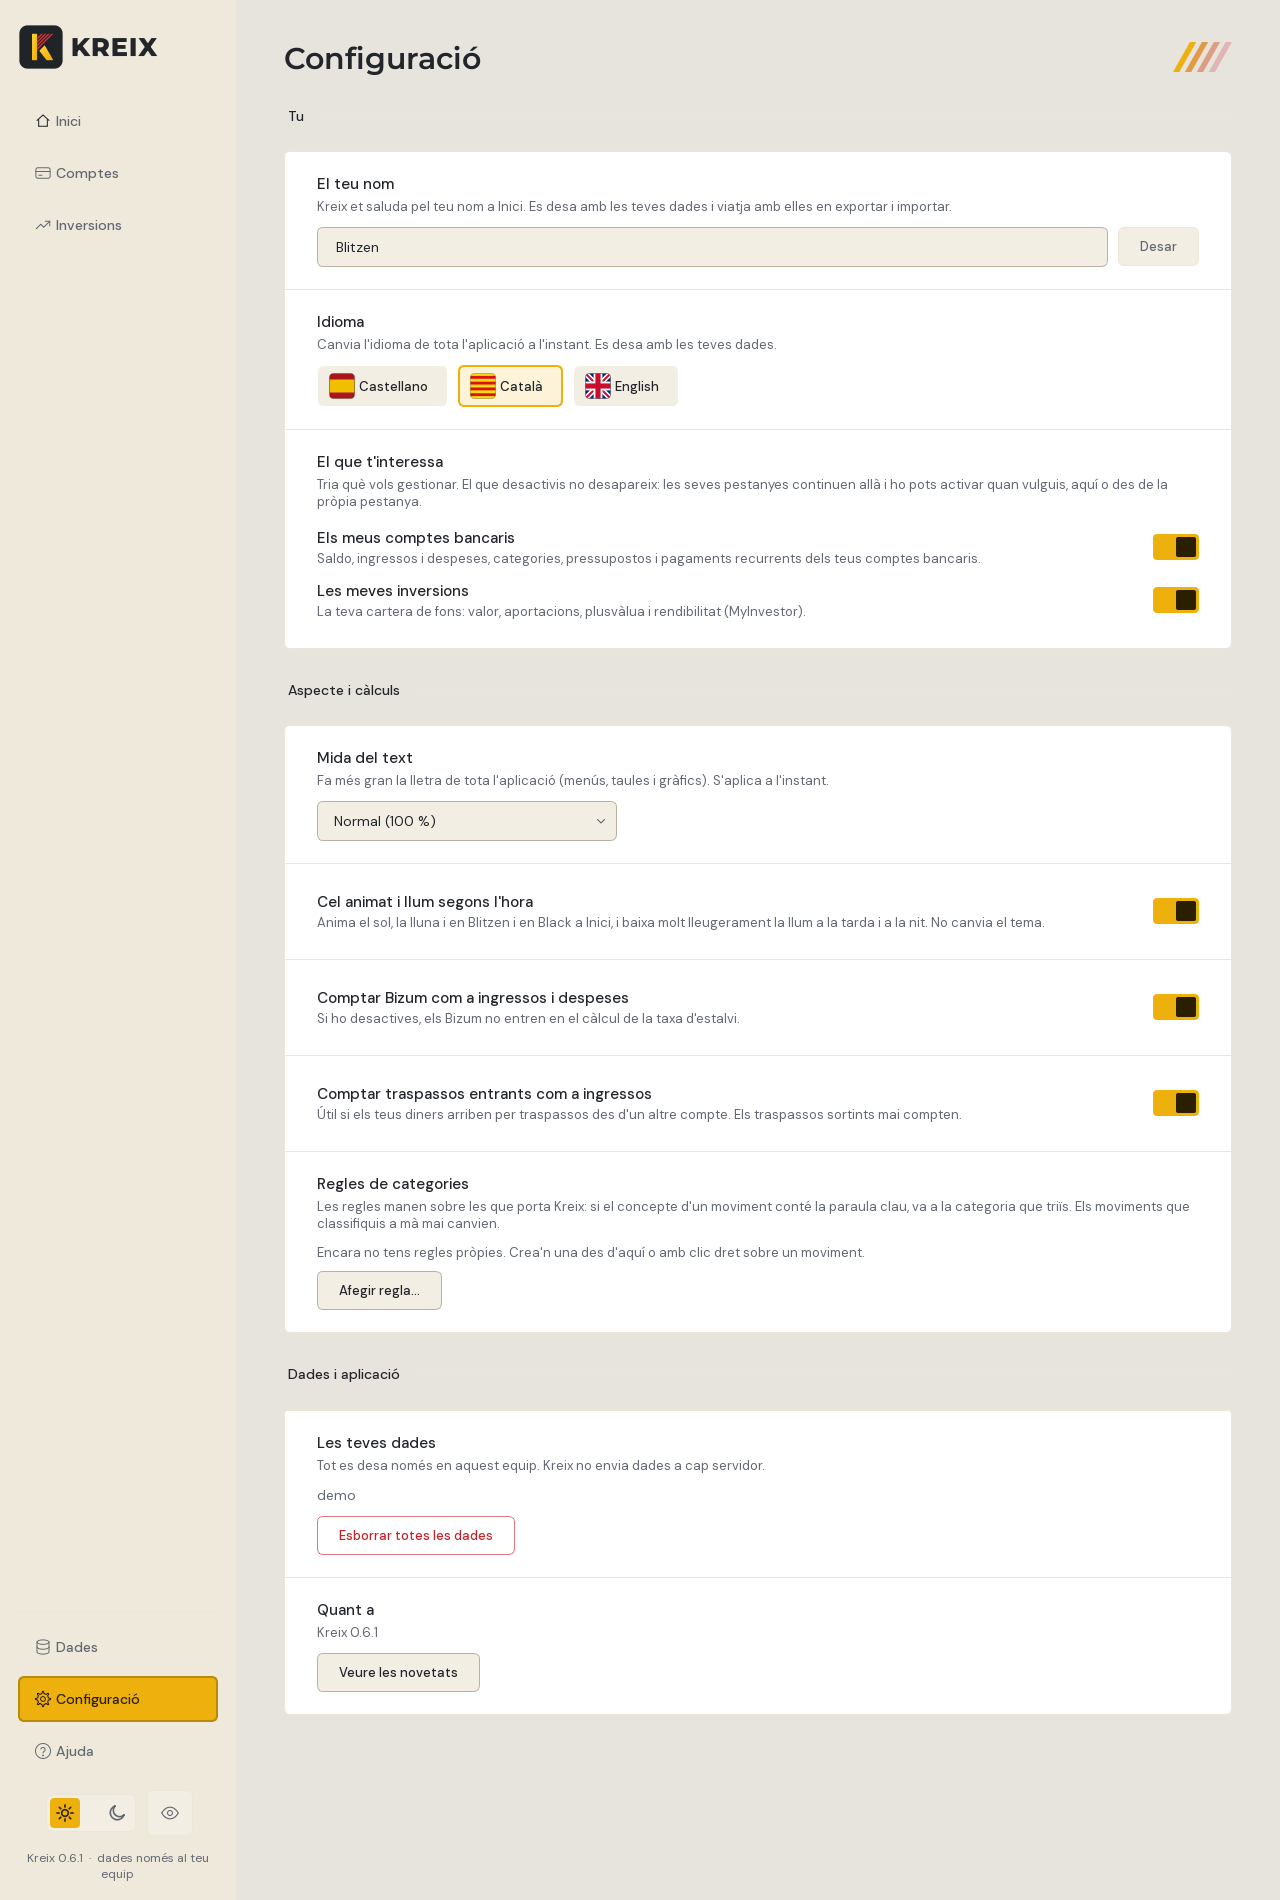 KREIX
Inici
Comptes
Inversions
Configuració
Tu
El teu nom
Kreix et saluda pel teu nom a Inici. Es desa amb les teves dades i viatja amb elles en exportar i importar.
Blitzen
Desar
Idioma
Canvia l'idioma de tota l'aplicació a l'instant. Es desa amb les teves dades.
Castellano
Català
English
El que t'interessa
Tria què vols gestionar. El que desactivis no desapareix: les seves pestanyes continuen allà i ho pots activar quan vulguis, aquí o des de la
pròpia pestanya.
Els meus comptes bancaris
Saldo, ingressos i despeses, categories, pressupostos i pagaments recurrents dels teus comptes bancaris.
Les meves inversions
La teva cartera de fons: valor, aportacions, plusvàlua i rendibilitat (MyInvestor).
Aspecte i càlculs
Mida del text
Fa més gran la lletra de tota l'aplicació (menús, taules i gràfics). S'aplica a l'instant.
Normal (100 %)
Cel animat i llum segons l'hora
Anima el sol, la lluna i en Blitzen i en Black a Inici, i baixa molt lleugerament la llum a la tarda i a la nit. No canvia el tema.
Comptar Bizum com a ingressos i despeses
Si ho desactives, els Bizum no entren en el càlcul de la taxa d'estalvi.
Comptar traspassos entrants com a ingressos
Útil si els teus diners arriben per traspassos des d'un altre compte. Els traspassos sortints mai compten.
Regles de categories
Les regles manen sobre les que porta Kreix: si el concepte d'un moviment conté la paraula clau, va a la categoria que triïs. Els moviments que
classifiquis a mà mai canvien.
Encara no tens regles pròpies. Crea'n una des d'aquí o amb clic dret sobre un moviment.
Afegir regla...
Dades i aplicació
Les teves dades
Tot es desa només en aquest equip. Kreix no envia dades a cap servidor.
demo
Esborrar totes les dades
Quant a
Kreix 0.6.1
Veure les novetats
Dades
Configuració
Ajuda
Kreix 0.6.1 · dades només al teu
equip